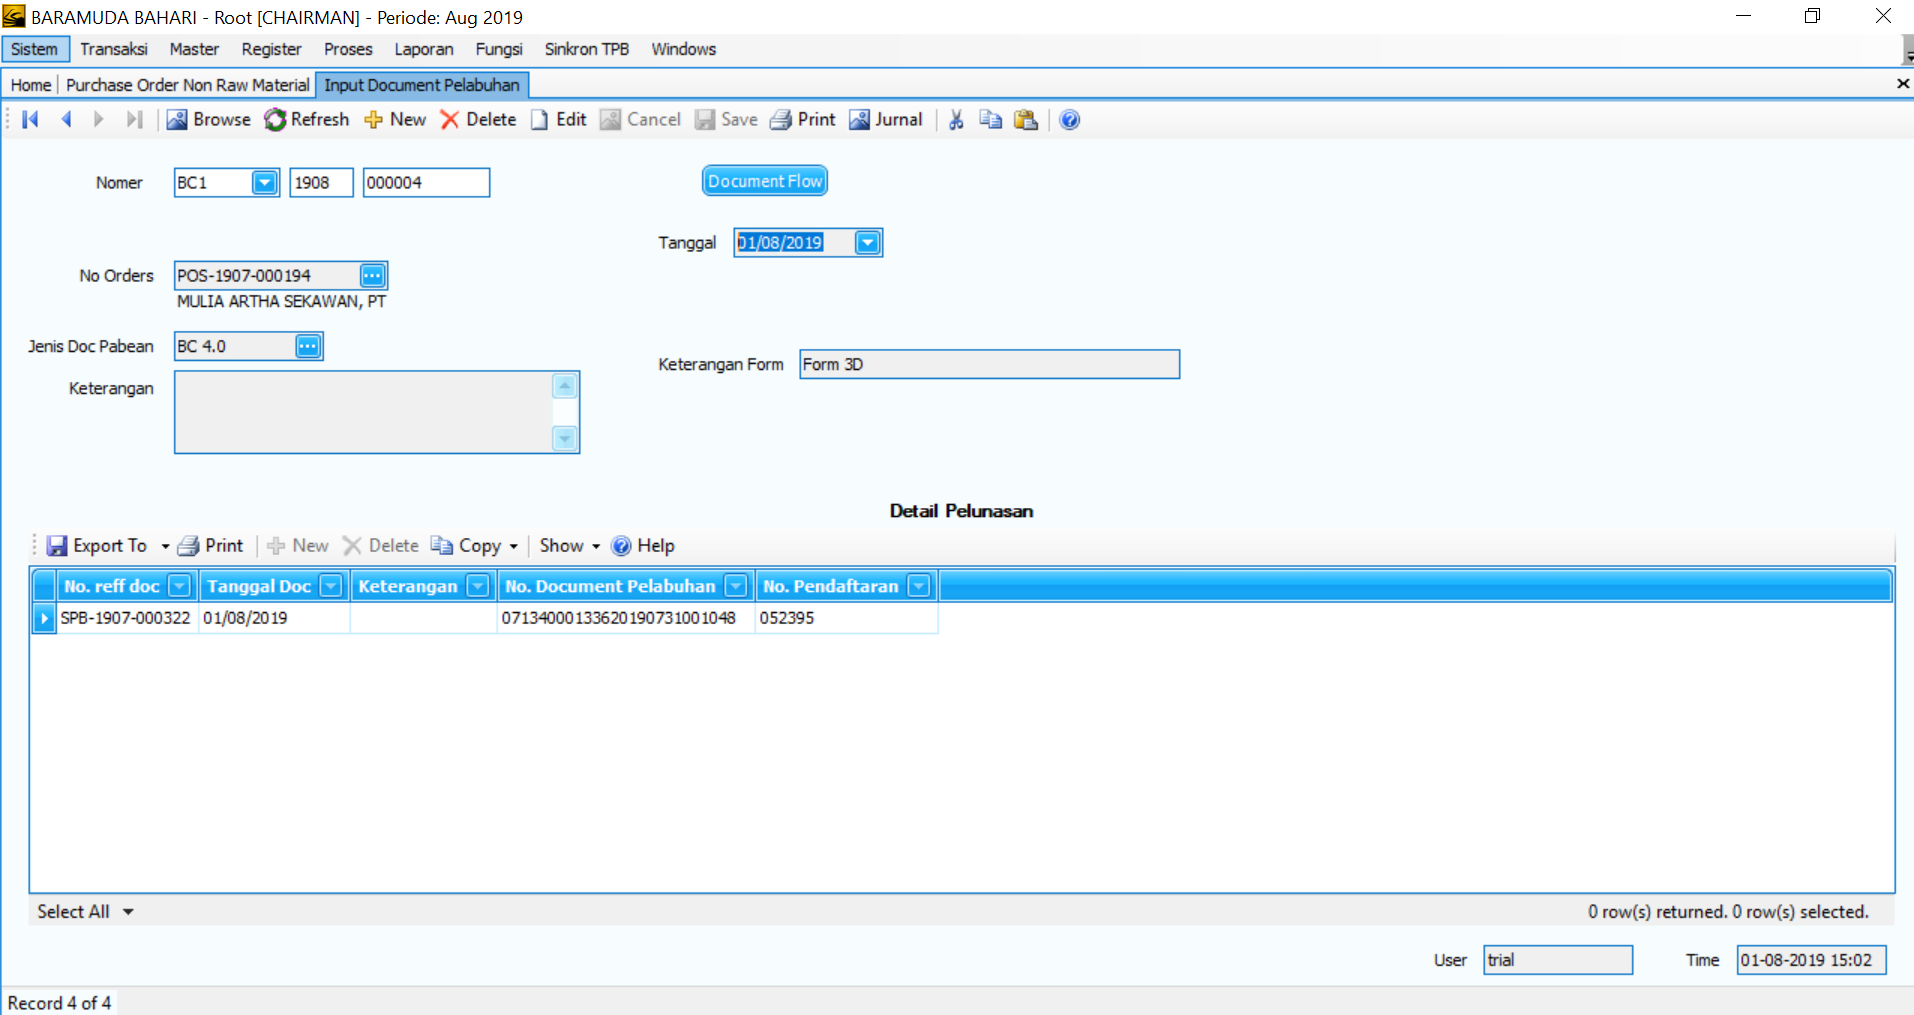 BARAMUDA BAHARI - Root [CHAIRMAN] - Periode: Aug 2019
Sistem Transaksi Master Register Proses Laporan Fungsi Sinkron TPB Windows
Home Purchase Order Non Raw Material Input Document Pelabuhan
Browse Refresh New Delete Edit Cancel Save Print Jurnal
Nomer BC1 1908 000004 Document Flow
Tanggal 01/08/2019
No Orders POS-1907-000194
MULIA ARTHA SEKAWAN, PT
Jenis Doc Pabean BC 4.0
Keterangan Form Form 3D
Keterangan
Detail Pelunasan
Export To Print New Delete Copy Show Help
No. reff doc Tanggal Doc Keterangan No. Document Pelabuhan No. Pendaftaran
SPB-1907-000322 01/08/2019 07134000133620190731001048 052395
Select All 0 row(s) returned. 0 row(s) selected.
User trial Time 01-08-2019 15:02
Record 4 of 4